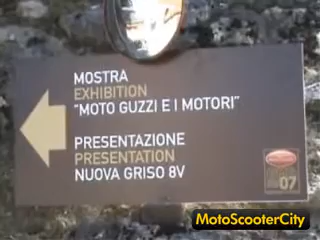 MOSTRA
EXHIBITION
"MOTO GUZZI E I MOTORI"
PRESENTAZIONE
PRESENTATION
NUOVA GRISO 8V
07
MotoScooterCity